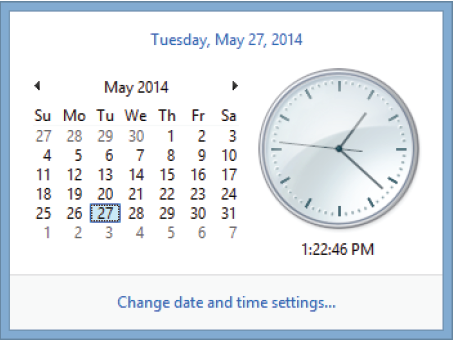 Tuesday, May 27, 2014
May 2014
Su Mo Tu We Th Fr Sa
27 28 29 30 1 2 3
4 5 6 7 8 9 10
11 12 13 14 15 16 17
18 19 20 21 22 23 24
25 26 27 28 29 30 31
1 2 3 4 5 6 7
1:22:46 PM
Change date and time settings...